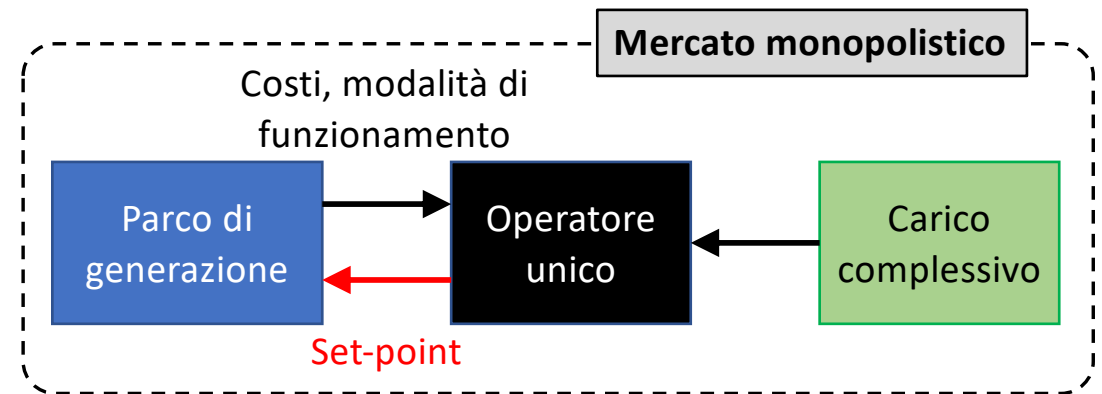 Mercato monopolistico
Costi, modalità di
funzionamento
Parco di
generazione
Operatore
unico
Carico
complessivo
Set-point